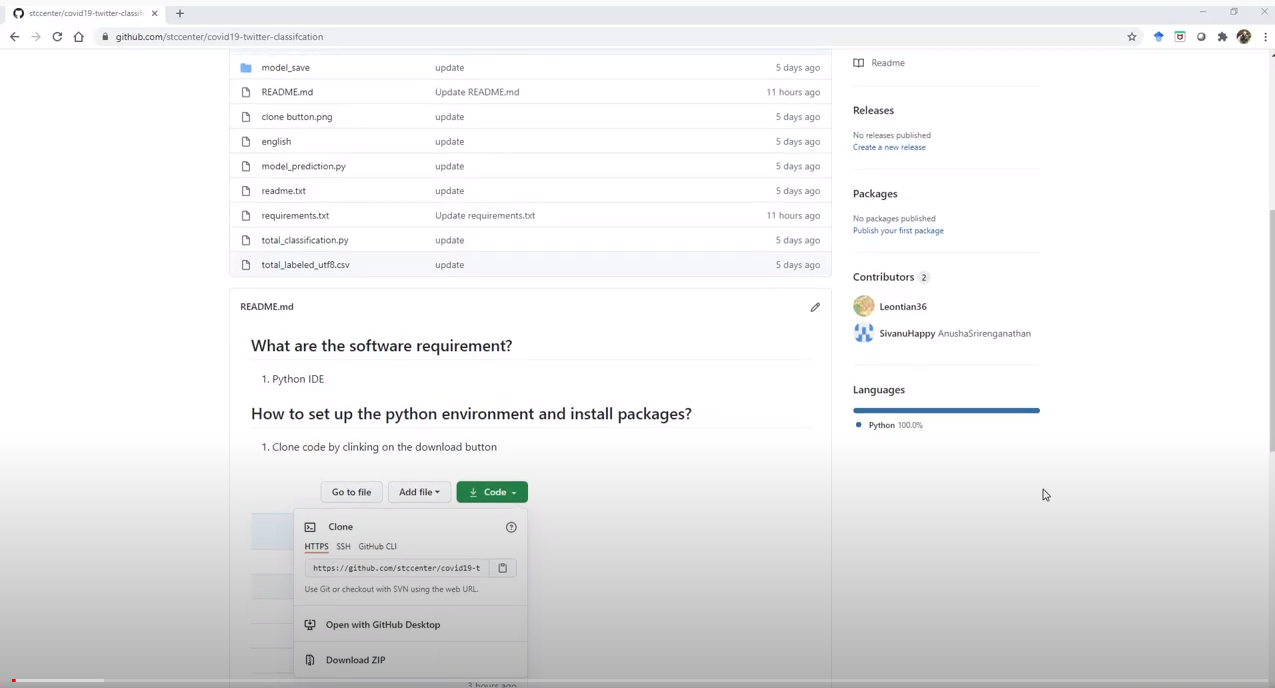 stccenter/covid19-twitter-classif
github.com/stccenter/covid19-twitter-classifcation
model_save update 5 days ago
README.md Update README.md 11 hours ago
clone button.png update 5 days ago
english update 5 days ago
model_prediction.py update 5 days ago
readme.txt update 5 days ago
requirements.txt Update requirements.txt 11 hours ago
total_classification.py update 5 days ago
total_labeled_utf8.csv update 5 days ago
README.md
What are the software requirement?
1. Python IDE
How to set up the python environment and install packages?
1. Clone code by clinking on the download button
Go to file Add file Code
Clone
HTTPS SSH GitHub CLI
https://github.com/stccenter/covid19-t
Use Git or checkout with SVN using the web URL.
Open with GitHub Desktop
Download ZIP
3 hours ago
Readme
Releases
No releases published
Create a new release
Packages
No packages published
Publish your first package
Contributors 2
Leontian36
SivanuHappy AnushaSrirenganathan
Languages
Python 100.0%